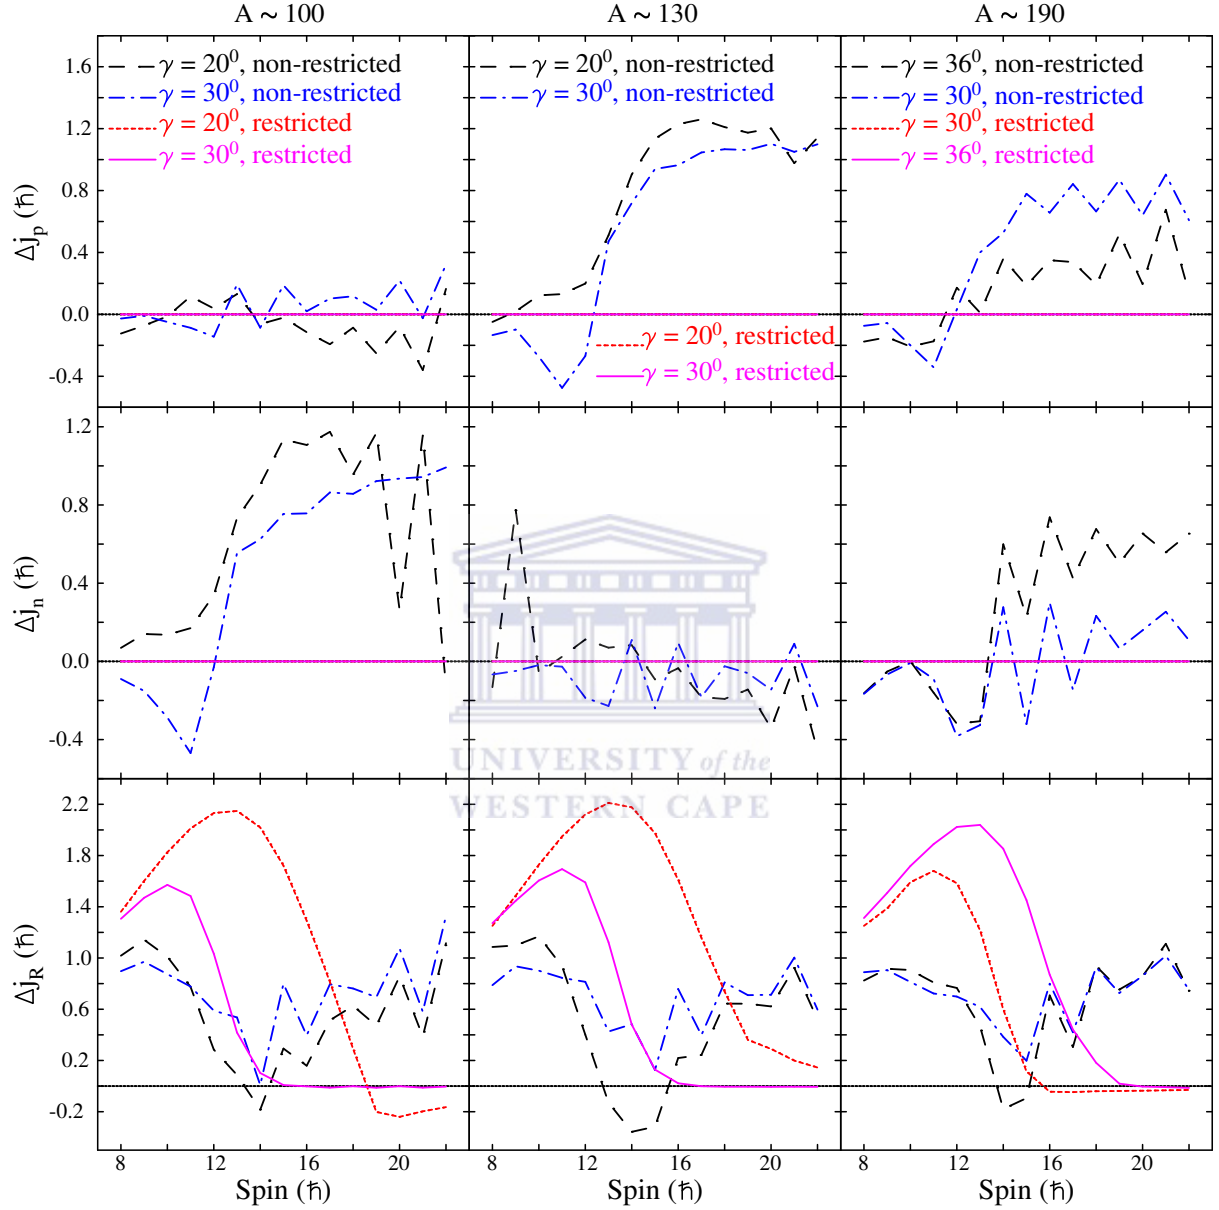 A ~ 100
A ~ 130
A ~ 190
1.6
1.2
0.8
0.4
0.0
-0.4
Δjp (ħ)
γ = 20⁰, non-restricted
γ = 30⁰, non-restricted
γ = 20⁰, restricted
γ = 30⁰, restricted
γ = 20⁰, non-restricted
γ = 30⁰, non-restricted
γ = 20⁰, restricted
γ = 30⁰, restricted
γ = 36⁰, non-restricted
γ = 30⁰, non-restricted
γ = 30⁰, restricted
γ = 36⁰, restricted
1.2
0.8
0.4
0.0
-0.4
Δjn (ħ)
UNIVERSITY of the
WESTERN CAPE
2.2
1.8
1.4
1.0
0.6
0.2
-0.2
ΔjR (ħ)
8 12 16 20
8 12 16 20
8 12 16 20
Spin (ħ)
Spin (ħ)
Spin (ħ)